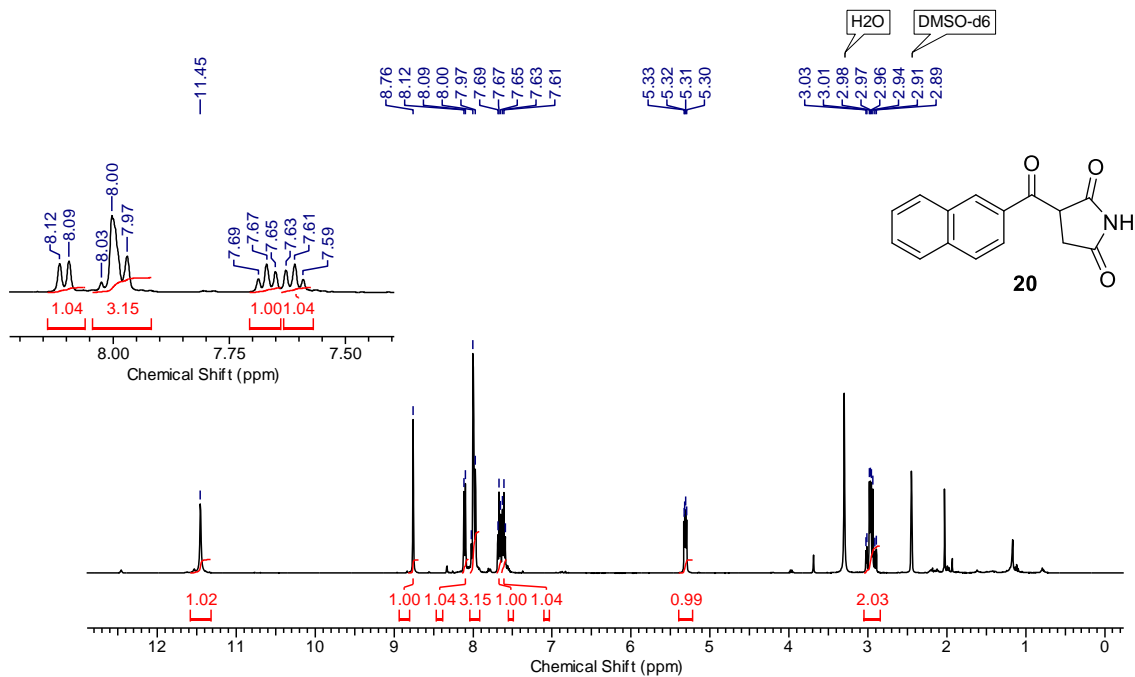 H2O
DMSO-d6
11.45
8.76
8.12
8.09
8.00
7.97
7.69
7.67
7.65
7.63
7.61
5.33
5.32
5.31
5.30
3.03
3.01
2.98
2.97
2.96
2.94
2.91
2.89
8.12
8.09
8.03
8.00
7.97
7.69
7.67
7.65
7.63
7.61
7.59
1.04 3.15 1.00 1.04
8.00 7.75 7.50
Chemical Shift (ppm)
O
O
NH
O
20
1.02 1.00 1.04 3.15 1.00 1.04 0.99 2.03
12 11 10 9 8 7 6 5 4 3 2 1 0
Chemical Shift (ppm)